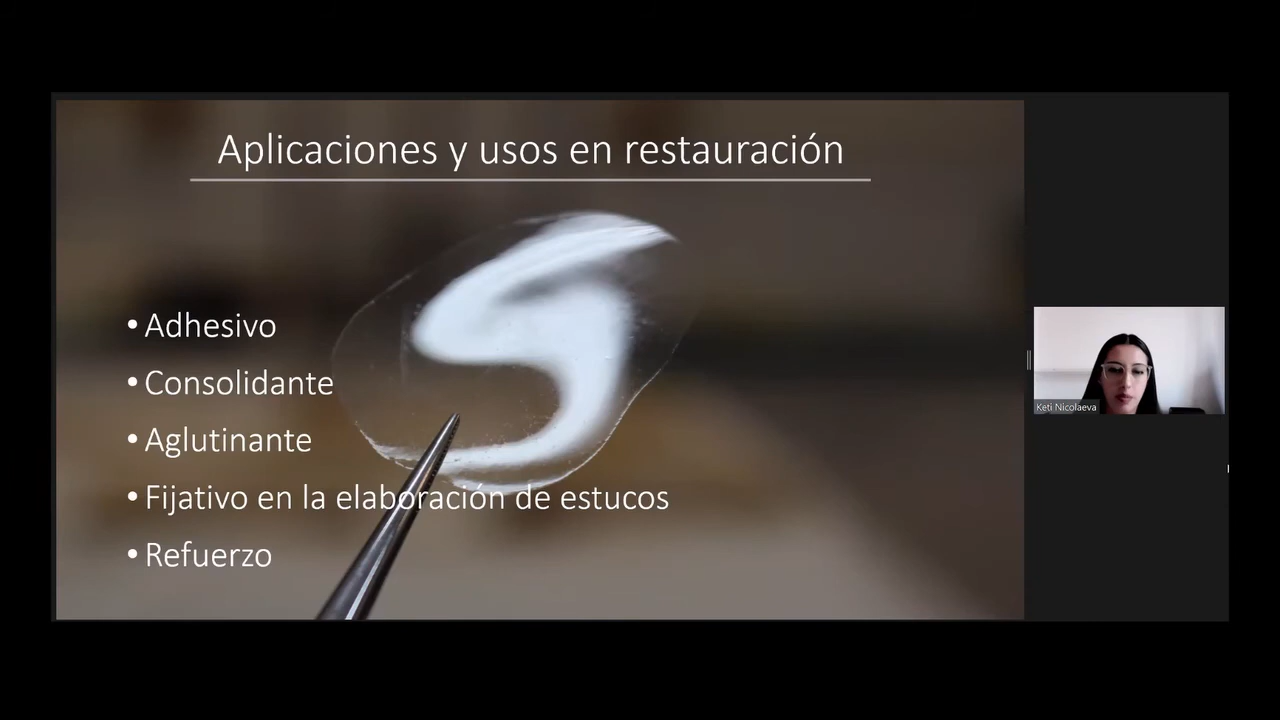 Aplicaciones y usos en restauración
• Adhesivo
• Consolidante
• Aglutinante
• Fijativo en la elaboración de estucos
• Refuerzo
Keti Nicolaeva